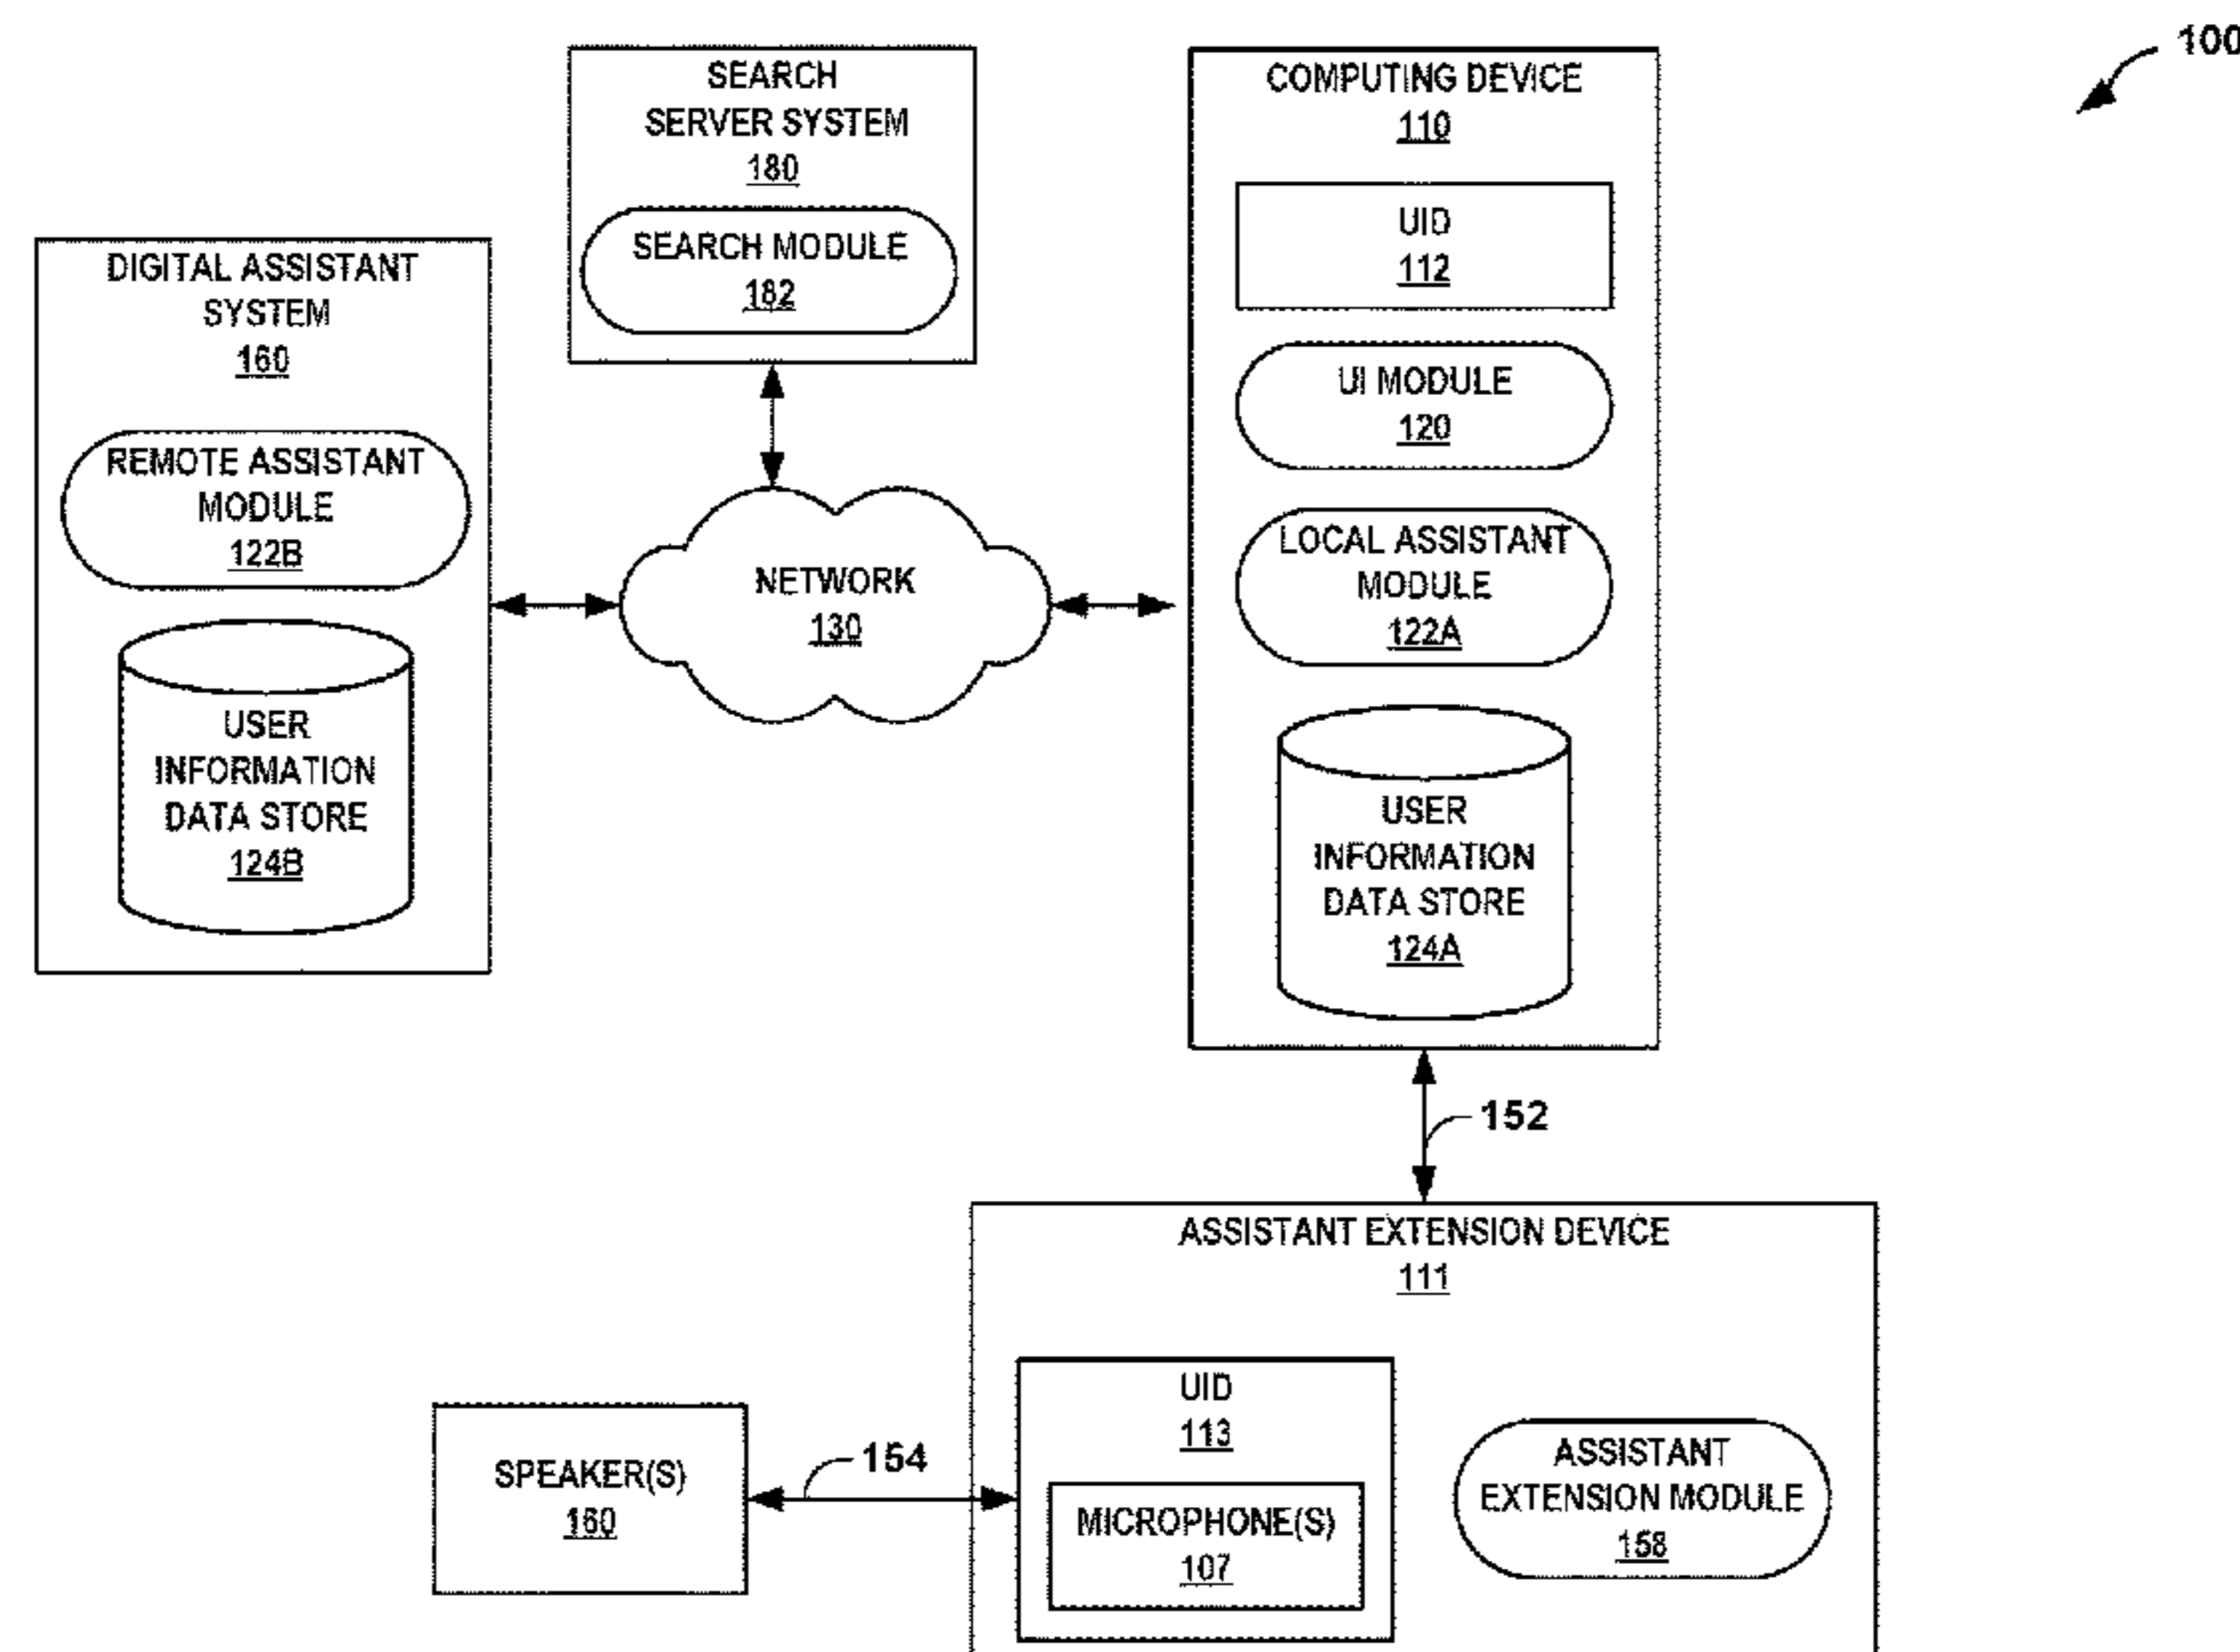 100
SEARCH
SERVER SYSTEM
180
SEARCH MODULE
182
COMPUTING DEVICE
110
UID
112
UI MODULE
120
LOCAL ASSISTANT
MODULE
122A
USER
INFORMATION
DATA STORE
124A
DIGITAL ASSISTANT
SYSTEM
160
REMOTE ASSISTANT
MODULE
122B
USER
INFORMATION
DATA STORE
124B
NETWORK
130
152
ASSISTANT EXTENSION DEVICE
111
UID
113
MICROPHONE(S)
107
ASSISTANT
EXTENSION MODULE
158
SPEAKER(S)
160
154